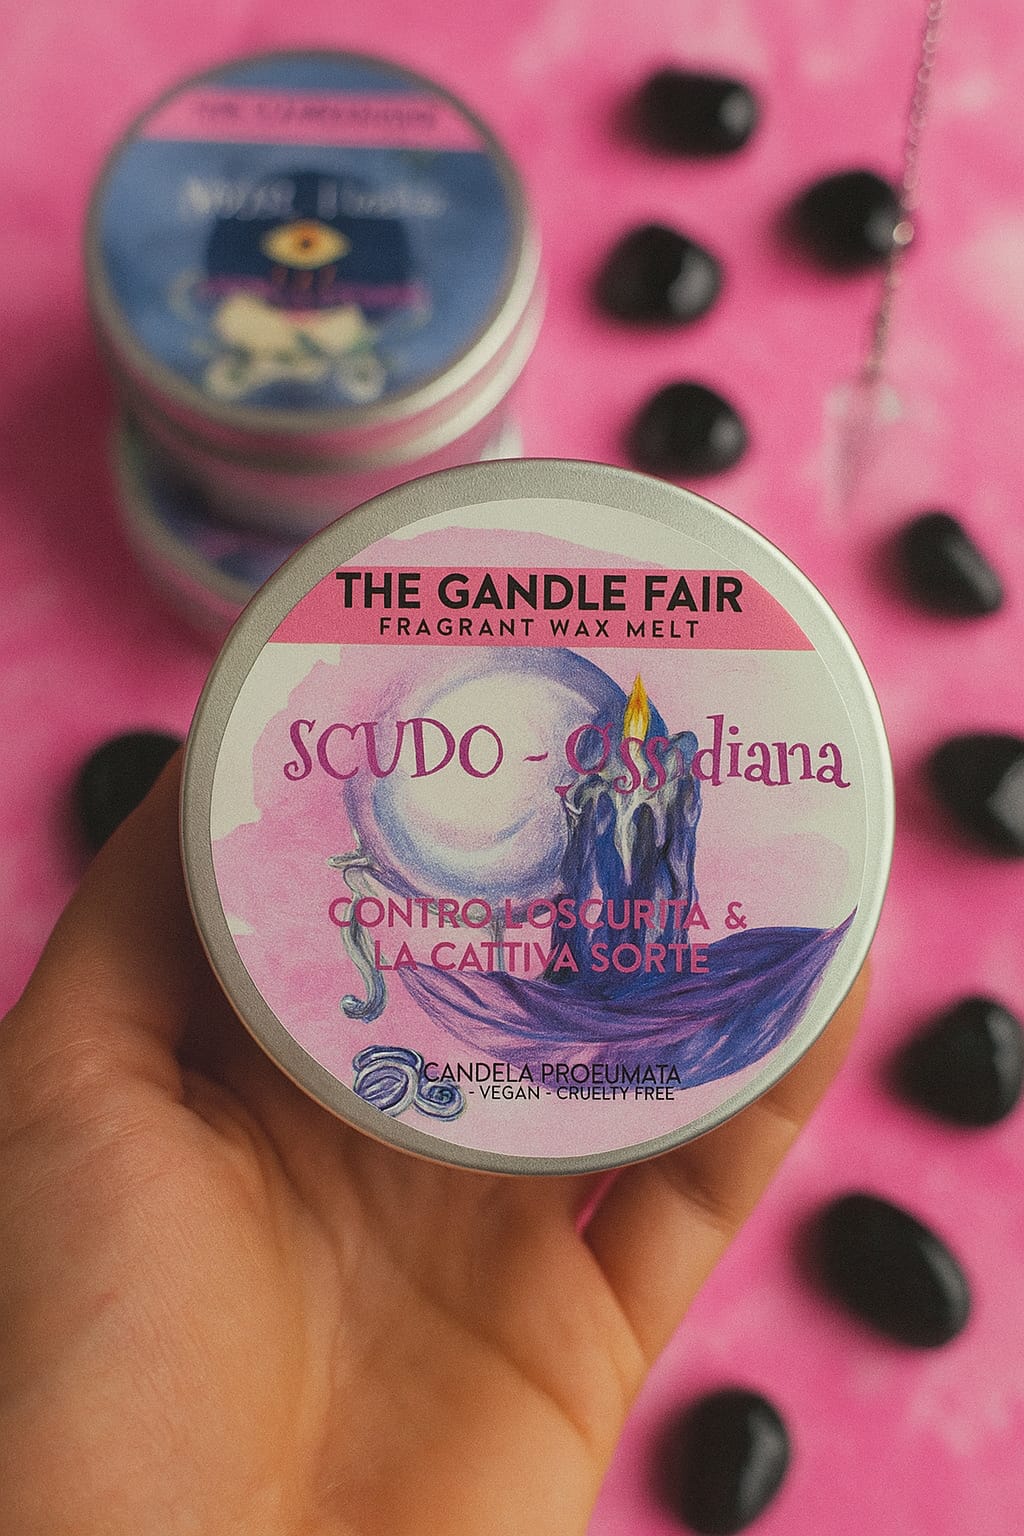 THE GANDLE FAIR
FRAGRANT WAX MELT
SCUDO - Ossidiana
CONTRO LOSCURITA &
LA CATTIVA SORTE
CANDELA PROEUMATA
- VEGAN - CRUELTY FREE